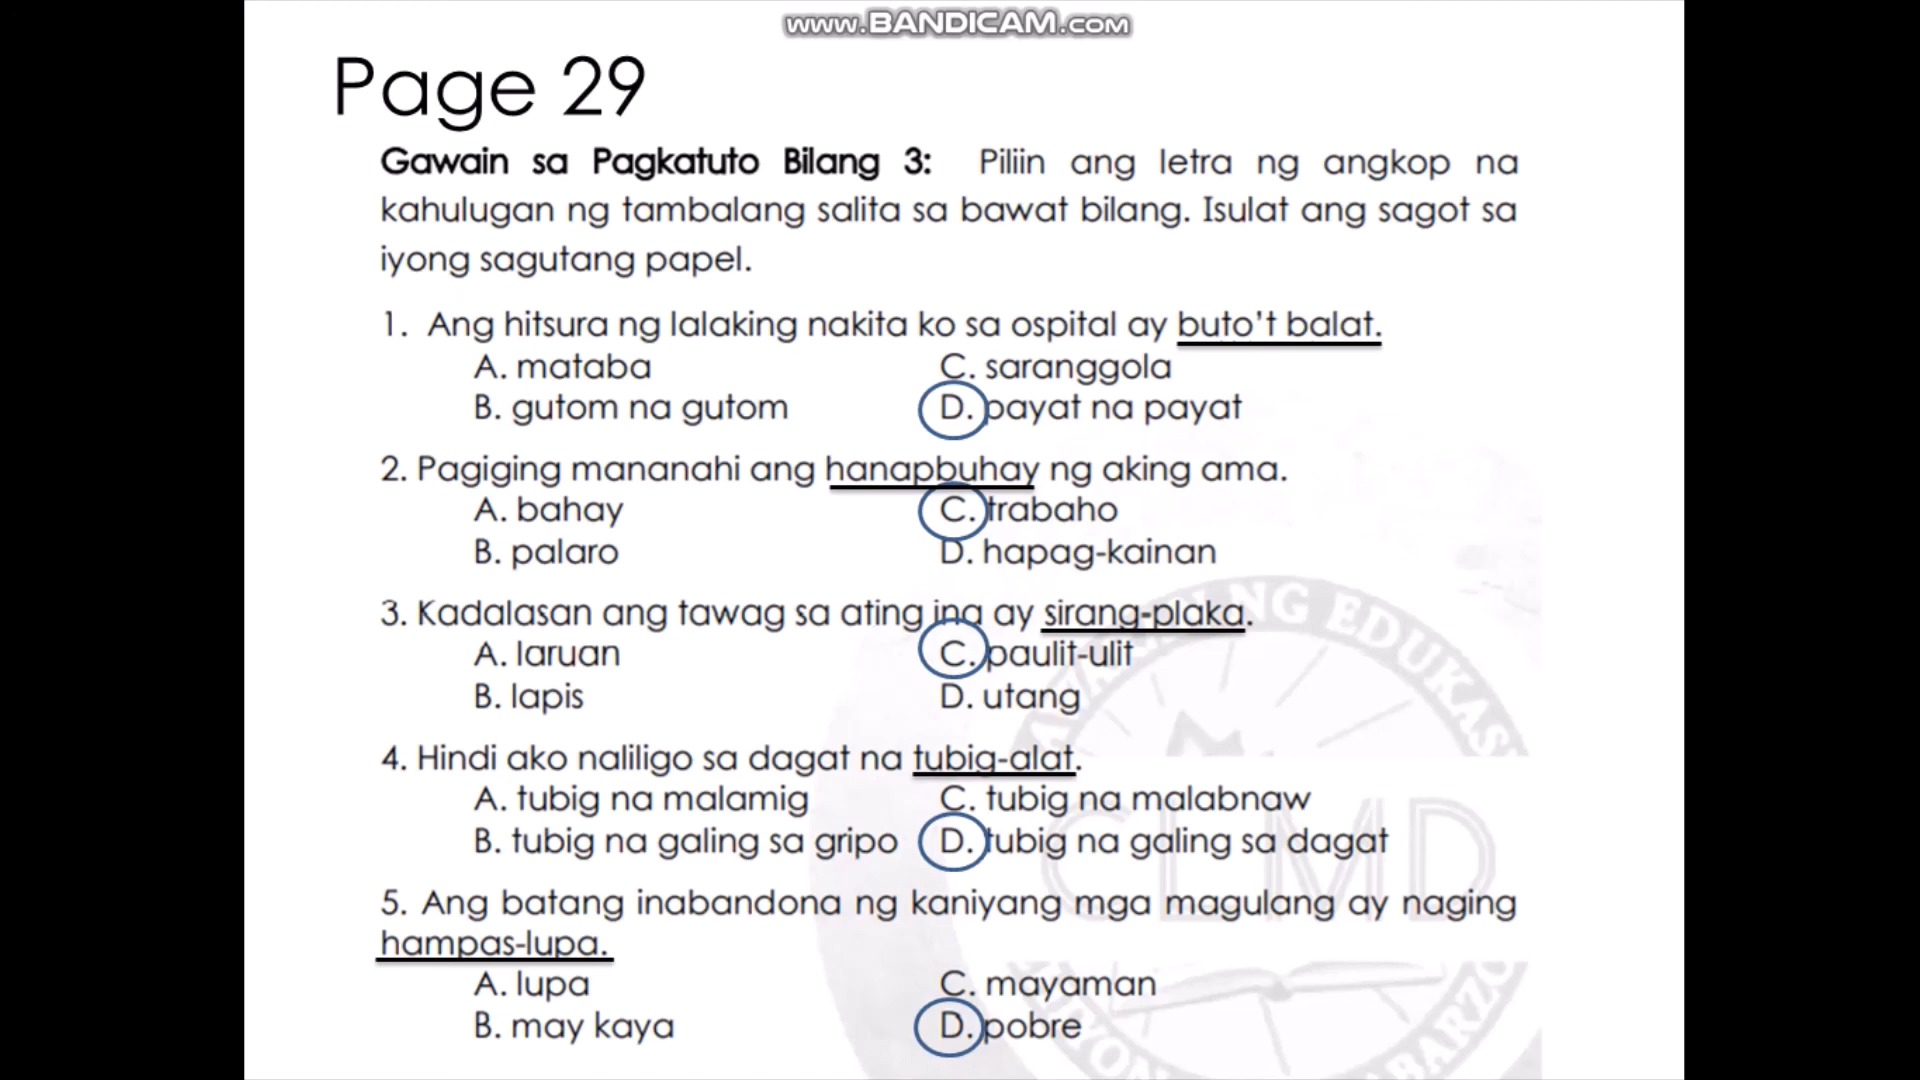 www.BANDICAM.com
Page 29
Gawain sa Pagkatuto Bilang 3: Piliin ang letra ng angkop na
kahulugan ng tambalang salita sa bawat bilang. Isulat ang sagot sa
iyong sagutang papel.
1. Ang hitsura ng lalaking nakita ko sa ospital ay buto't balat.
A. mataba C. saranggola
B. gutom na gutom D. payat na payat
2. Pagiging mananahi ang hanapbuhay ng aking ama.
A. bahay C. trabaho
B. palaro D. hapag-kainan
3. Kadalasan ang tawag sa ating ina ay sirang-plaka.
A. laruan C. paulit-ulit
B. lapis D. utang
4. Hindi ako naliligo sa dagat na tubig-alat.
A. tubig na malamig C. tubig na malabnaw
B. tubig na galing sa gripo D. tubig na galing sa dagat
5. Ang batang inabandona ng kaniyang mga magulang ay naging
hampas-lupa.
A. lupa C. mayaman
B. may kaya D. pobre
CLMD